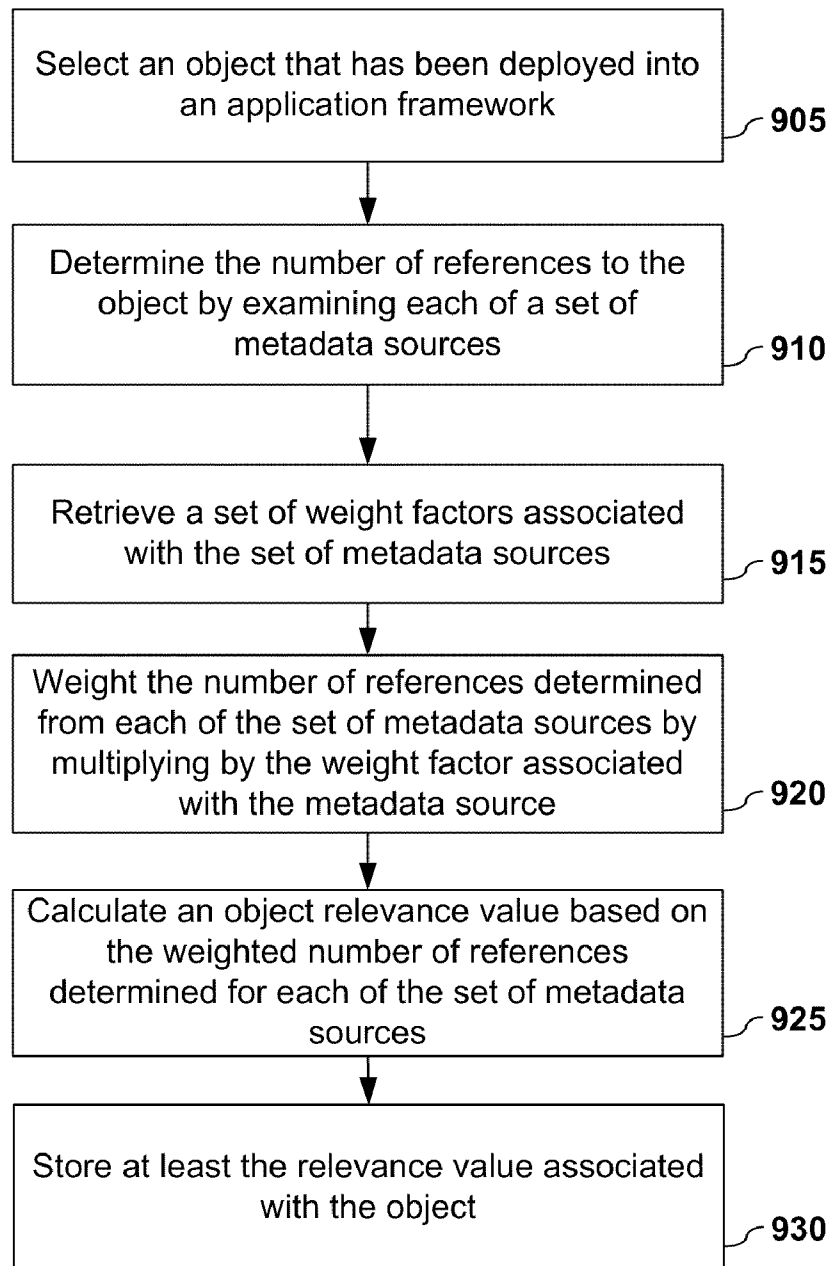 Select an object that has been deployed into
an application framework
905
Determine the number of references to the
object by examining each of a set of
metadata sources
910
Retrieve a set of weight factors associated
with the set of metadata sources
915
Weight the number of references determined
from each of the set of metadata sources by
multiplying by the weight factor associated
with the metadata source
920
Calculate an object relevance value based on
the weighted number of references
determined for each of the set of metadata
sources
925
Store at least the relevance value associated
with the object
930